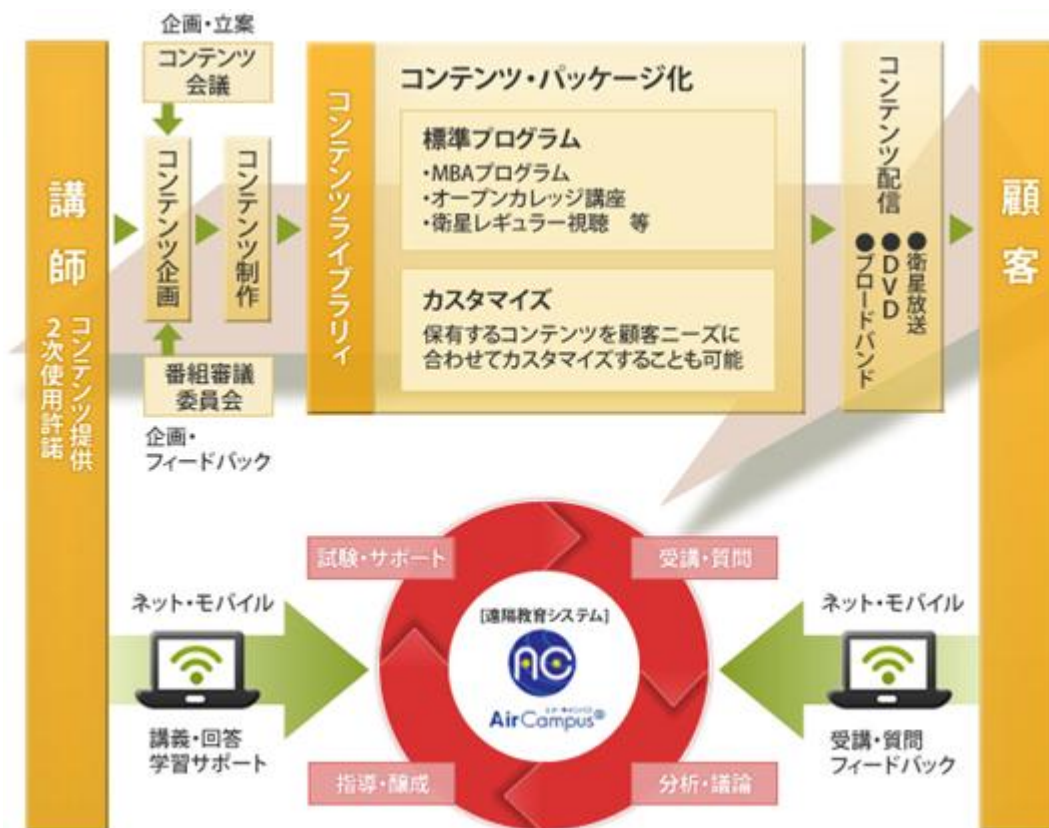 講師
コンテンツ提供
2次使用許諾
企画・立案
コンテンツ
会議
コンテンツ企画
番組審議
委員会
企画・
フィードバック
コンテンツ制作
コンテンツライブラリィ
コンテンツ・パッケージ化
標準プログラム
・MBAプログラム
・オープンカレッジ講座
・衛星レギュラー視聴 等
カスタマイズ
保有するコンテンツを顧客ニーズに
合わせてカスタマイズすることも可能
コンテンツ配信
●衛星放送
●DVD
●ブロードバンド
顧客
ネット・モバイル
講義・回答
学習サポート
試験・サポート
受講・質問
[遠隔教育システム]
AC
エアキャンパス
AirCampus®
指導・醸成
分析・議論
ネット・モバイル
受講・質問
フィードバック